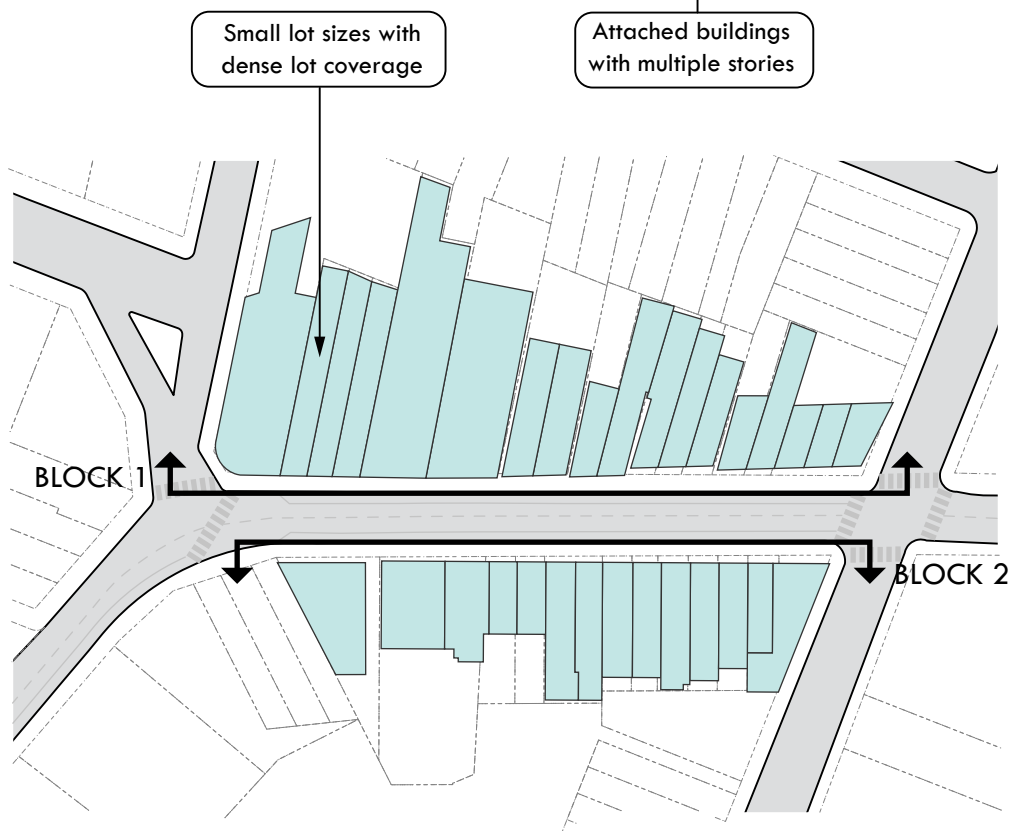 Small lot sizes with
dense lot coverage
Attached buildings
with multiple stories
BLOCK 1
BLOCK 2